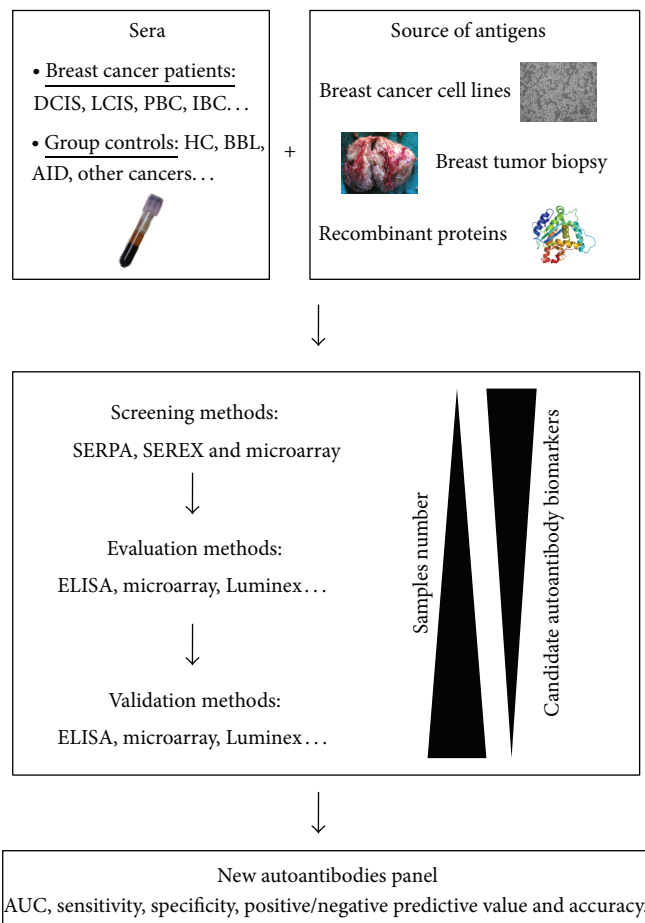 Sera
• Breast cancer patients:
DCIS, LCIS, PBC, IBC...
• Group controls: HC, BBL,
AID, other cancers...
+
Source of antigens
Breast cancer cell lines
Breast tumor biopsy
Recombinant proteins
Screening methods:
SERPA, SEREX and microarray
Evaluation methods:
ELISA, microarray, Luminex...
Validation methods:
ELISA, microarray, Luminex...
Samples number
Candidate autoantibody biomarkers
New autoantibodies panel
AUC, sensitivity, specificity, positive/negative predictive value and accuracy.